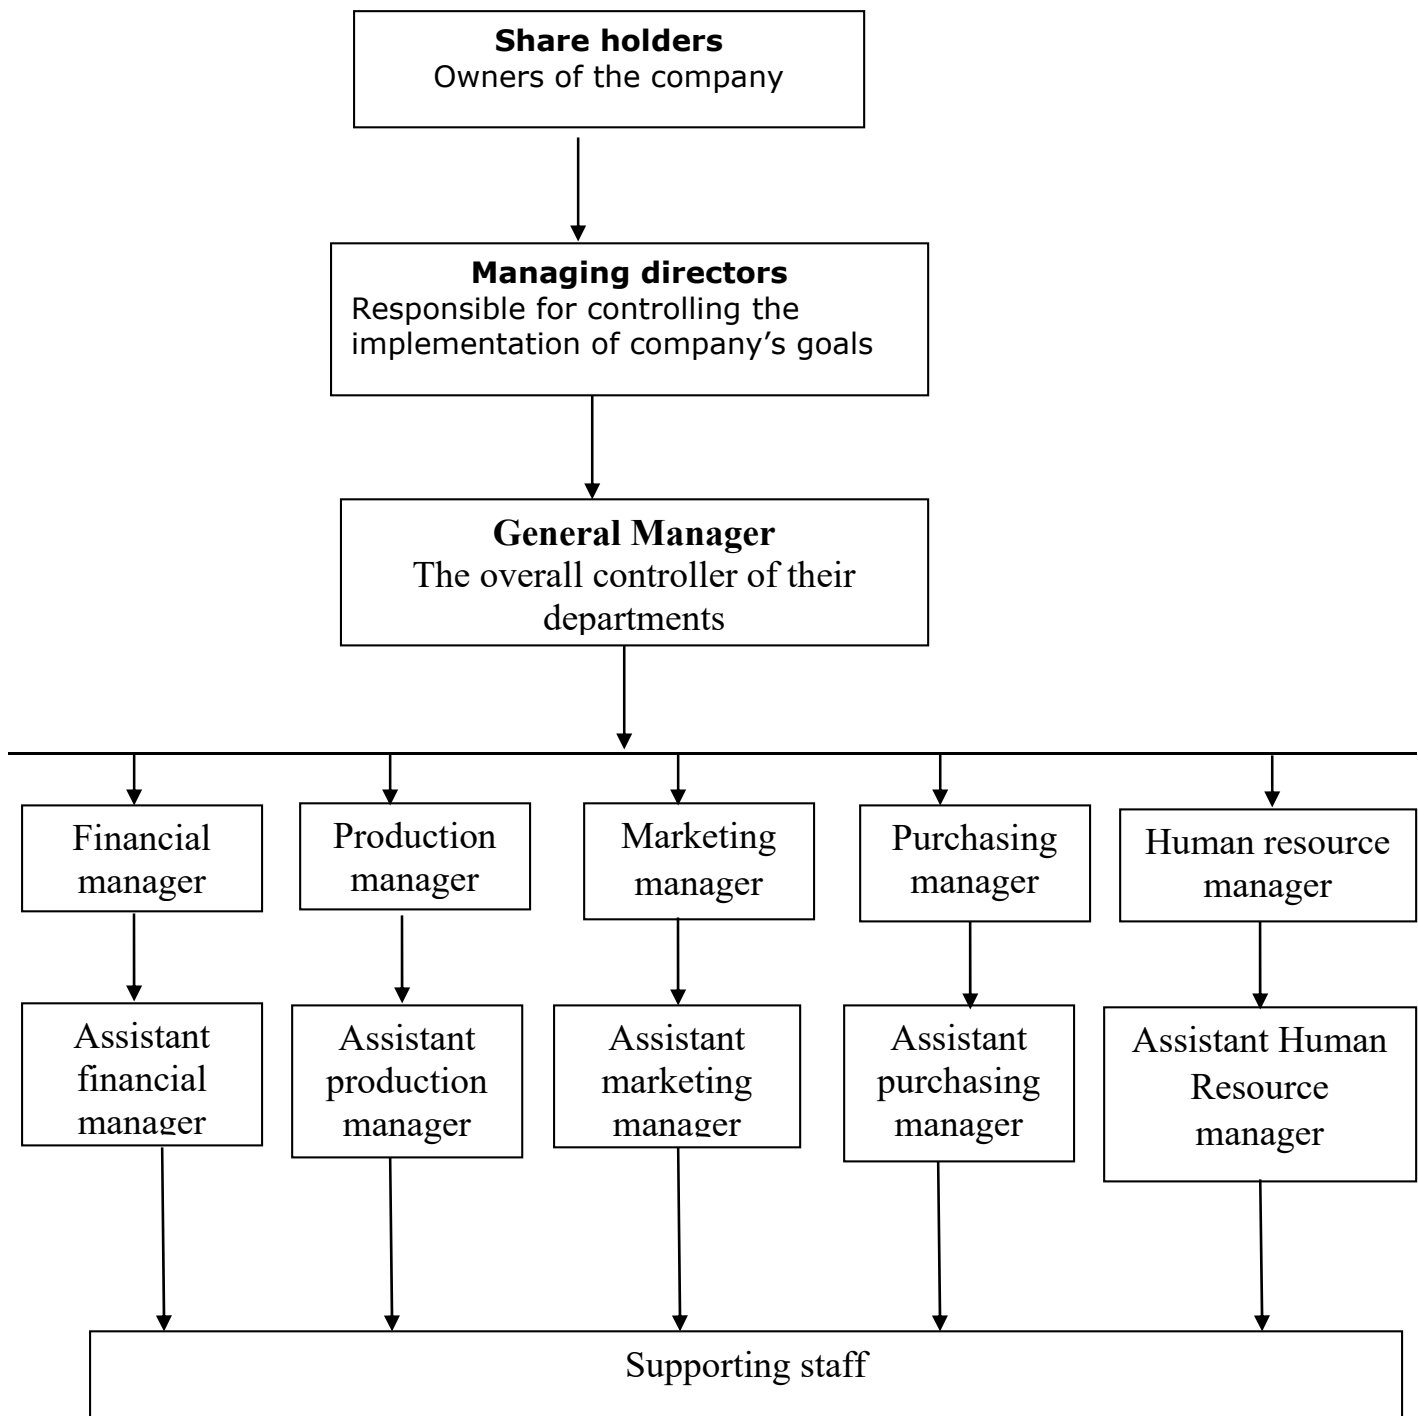 Share holders
Owners of the company
Managing directors
Responsible for controlling the
implementation of company’s goals
General Manager
The overall controller of their
departments
Financial
manager
Production
manager
Marketing
manager
Purchasing
manager
Human resource
manager
Assistant
financial
manager
Assistant
production
manager
Assistant
marketing
manager
Assistant
purchasing
manager
Assistant Human
Resource
manager
Supporting staff